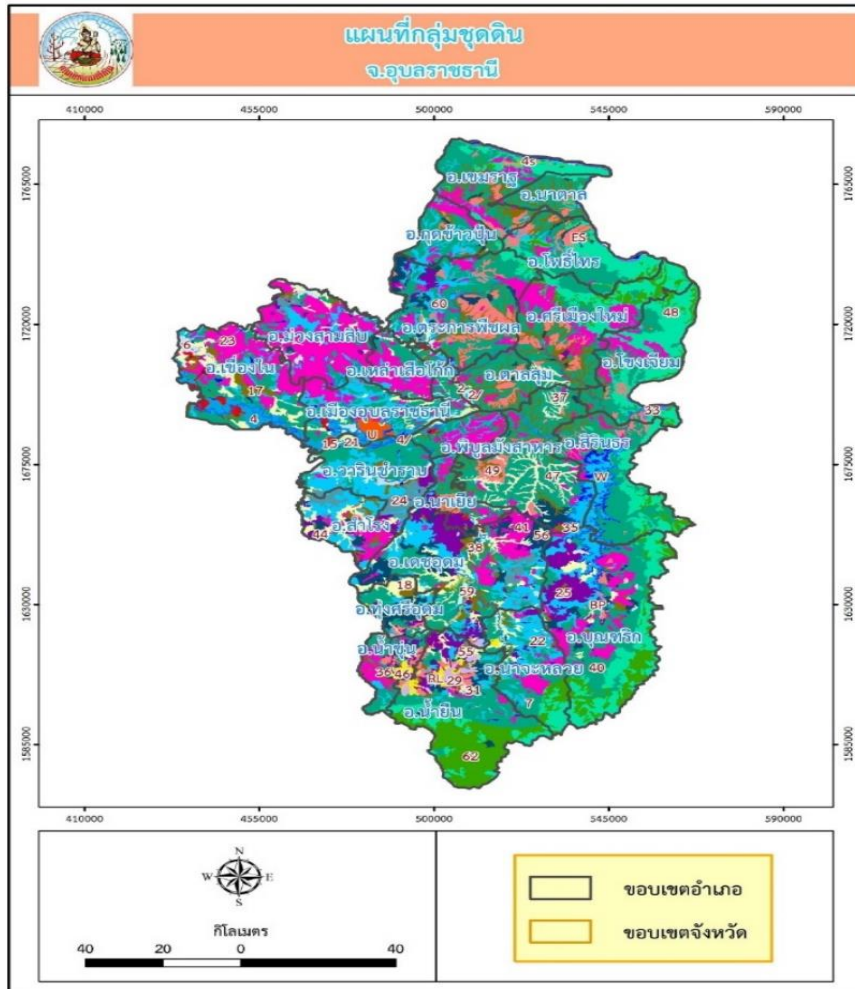 แผนที่กลุ่มชุดดิน
จ.อุบลราชธานี
410000 455000 500000 545000 590000
1765000
1765000
4s
อ.เขมราฐ
อ.นาตาล
อ.กุดข้าวปุ้น
ES
อ.โพธิ์ไทร
60
48
1720000
1720000
อ.ตระการพืชผล
อ.ศรีเมืองใหม่
6
23
อ.ม่วงสามสิบ
อ.เขื่องใน
อ.เหล่าเสือโก้ก
อ.ตาลสุม
อ.โขงเจียม
17
37
4
อ.เมืองอุบลราชธานี
33
U
15
21
อ.พิบูลมังสาหาร
อ.สิรินธร
1675000
1675000
อ.วารินชำราบ
49
47
W
24
อ.นาเยีย
44
อ.สำโรง
41
56
35
38
อ.เดชอุดม
18
59
25
BP
1630000
1630000
อ.ทุ่งศรีอุดม
22
อ.บุณฑริก
อ.น้ำขุ่น
55
อ.นาจะหลวย
40
36
46
RL
29
31
7
อ.น้ำยืน
1585000
1585000
62
410000 455000 500000 545000 590000
N
W E
S
กิโลเมตร
40 20 0 40
ขอบเขตอำเภอ
ขอบเขตจังหวัด